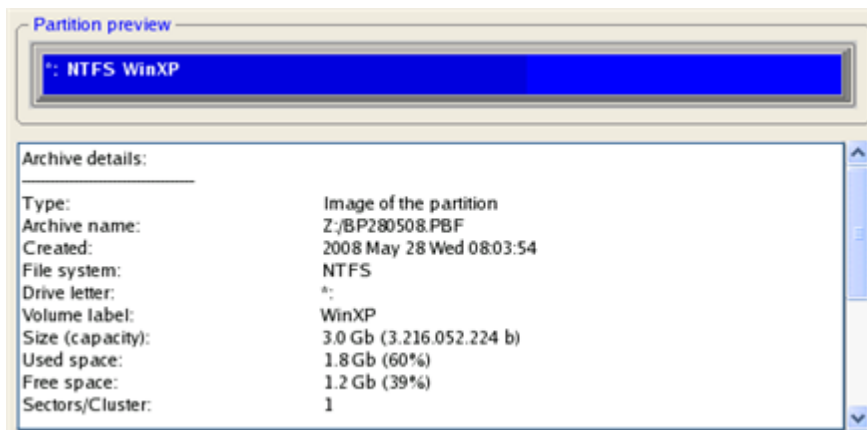 Partition preview
*: NTFS WinXP
Archive details:
Type: Image of the partition
Archive name: Z:/BP280508.PBF
Created: 2008 May 28 Wed 08:03:54
File system: NTFS
Drive letter: *:
Volume label: WinXP
Size (capacity): 3.0 Gb (3.216.052.224 b)
Used space: 1.8 Gb (60%)
Free space: 1.2 Gb (39%)
Sectors/Cluster: 1